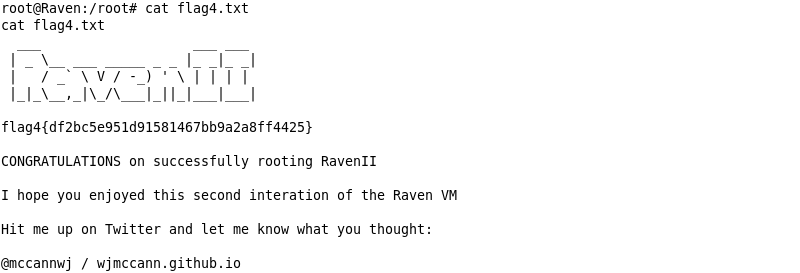 root@Raven:/root# cat flag4.txt
cat flag4.txt
  ___                   ___ ___
 | _ \__ ___ _____ _ _ |_ _|_ _|
 |   / _` \ V / -_) ' \ | | | |
 |_|_\__,_|\_/\___|_||_|___|___|
flag4{df2bc5e951d91581467bb9a2a8ff4425}
CONGRATULATIONS on successfully rooting RavenII
I hope you enjoyed this second interation of the Raven VM
Hit me up on Twitter and let me know what you thought:
@mccannwj / wjmccann.github.io